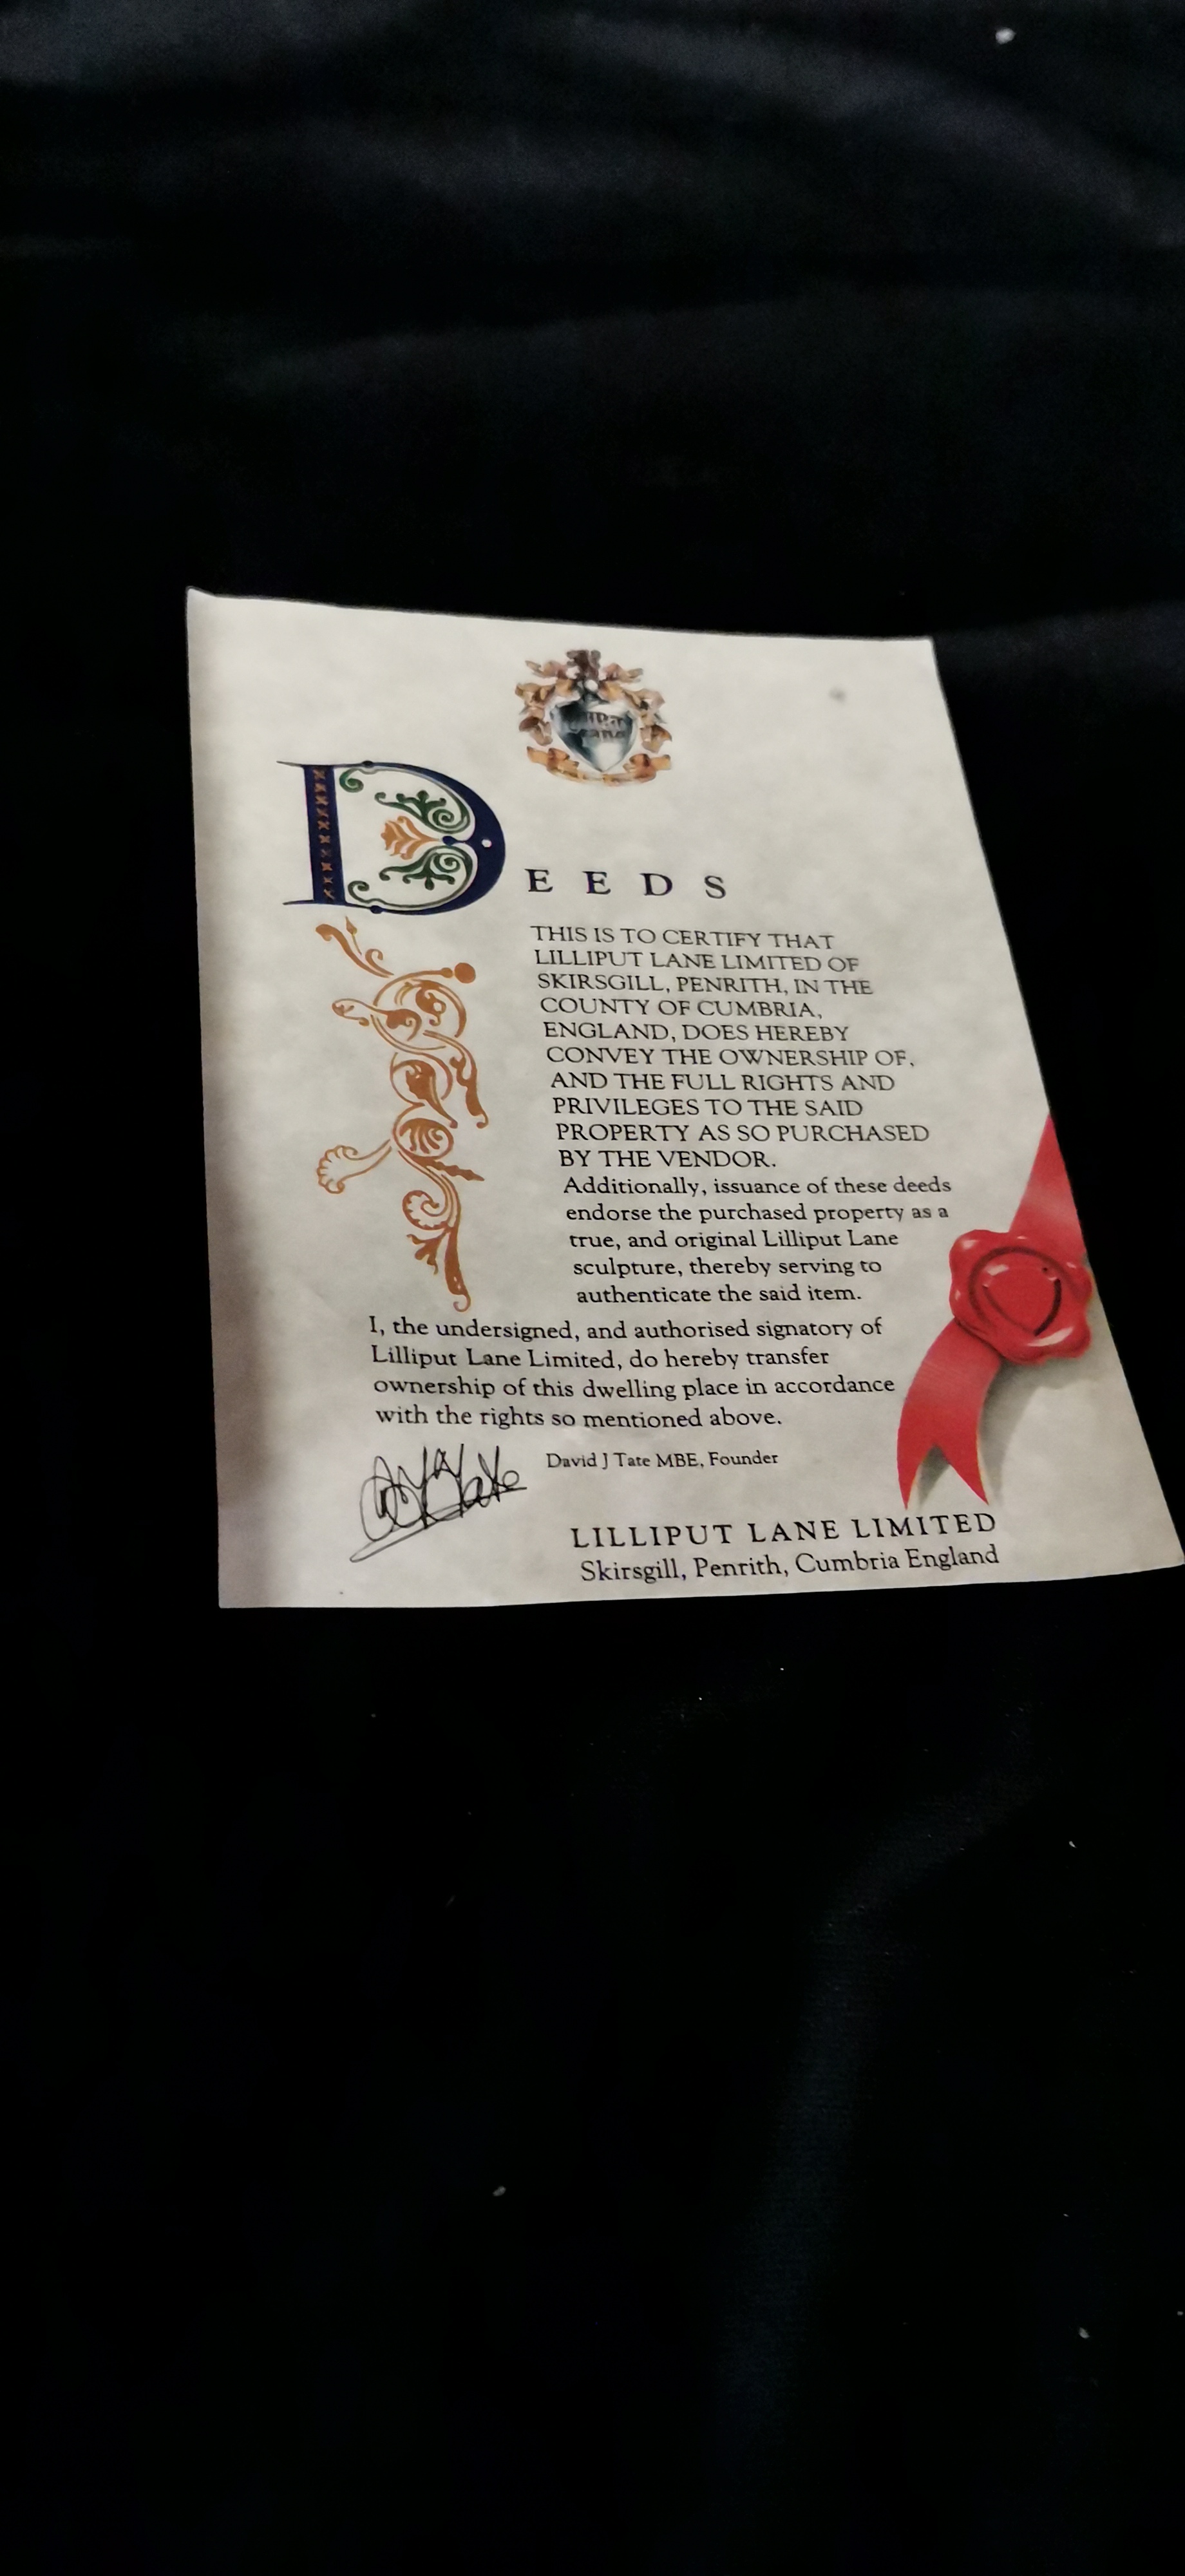 DEEDS
THIS IS TO CERTIFY THAT
LILLIPUT LANE LIMITED OF
SKIRSGILL, PENRITH, IN THE
COUNTY OF CUMBRIA,
ENGLAND, DOES HEREBY
CONVEY THE OWNERSHIP OF,
AND THE FULL RIGHTS AND
PRIVILEGES TO THE SAID
PROPERTY AS SO PURCHASED
BY THE VENDOR.
Additionally, issuance of these deeds
endorse the purchased property as a
true, and original Lilliput Lane
sculpture, thereby serving to
authenticate the said item.
I, the undersigned, and authorised signatory of
Lilliput Lane Limited, do hereby transfer
ownership of this dwelling place in accordance
with the rights so mentioned above.
David J Tate MBE, Founder
LILLIPUT LANE LIMITED
Skirsgill, Penrith, Cumbria England